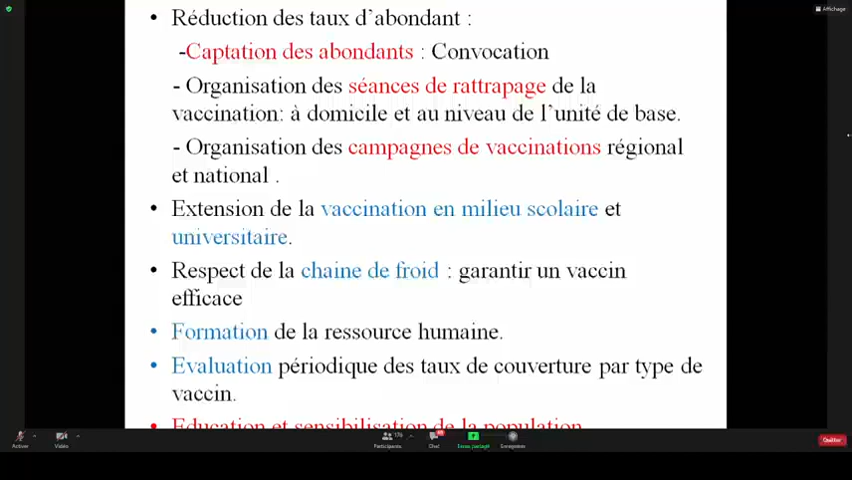 Affichage
• Réduction des taux d’abondant :
-Captation des abondants : Convocation
- Organisation des séances de rattrapage de la
vaccination: à domicile et au niveau de l’unité de base.
- Organisation des campagnes de vaccinations régional
et national .
• Extension de la vaccination en milieu scolaire et
universitaire.
• Respect de la chaine de froid : garantir un vaccin
efficace
• Formation de la ressource humaine.
• Evaluation périodique des taux de couverture par type de
vaccin.
• Education et sensibilisation de la population
Activer Vidéo Participants Chat Ecran partagé Enregistrer Quitter